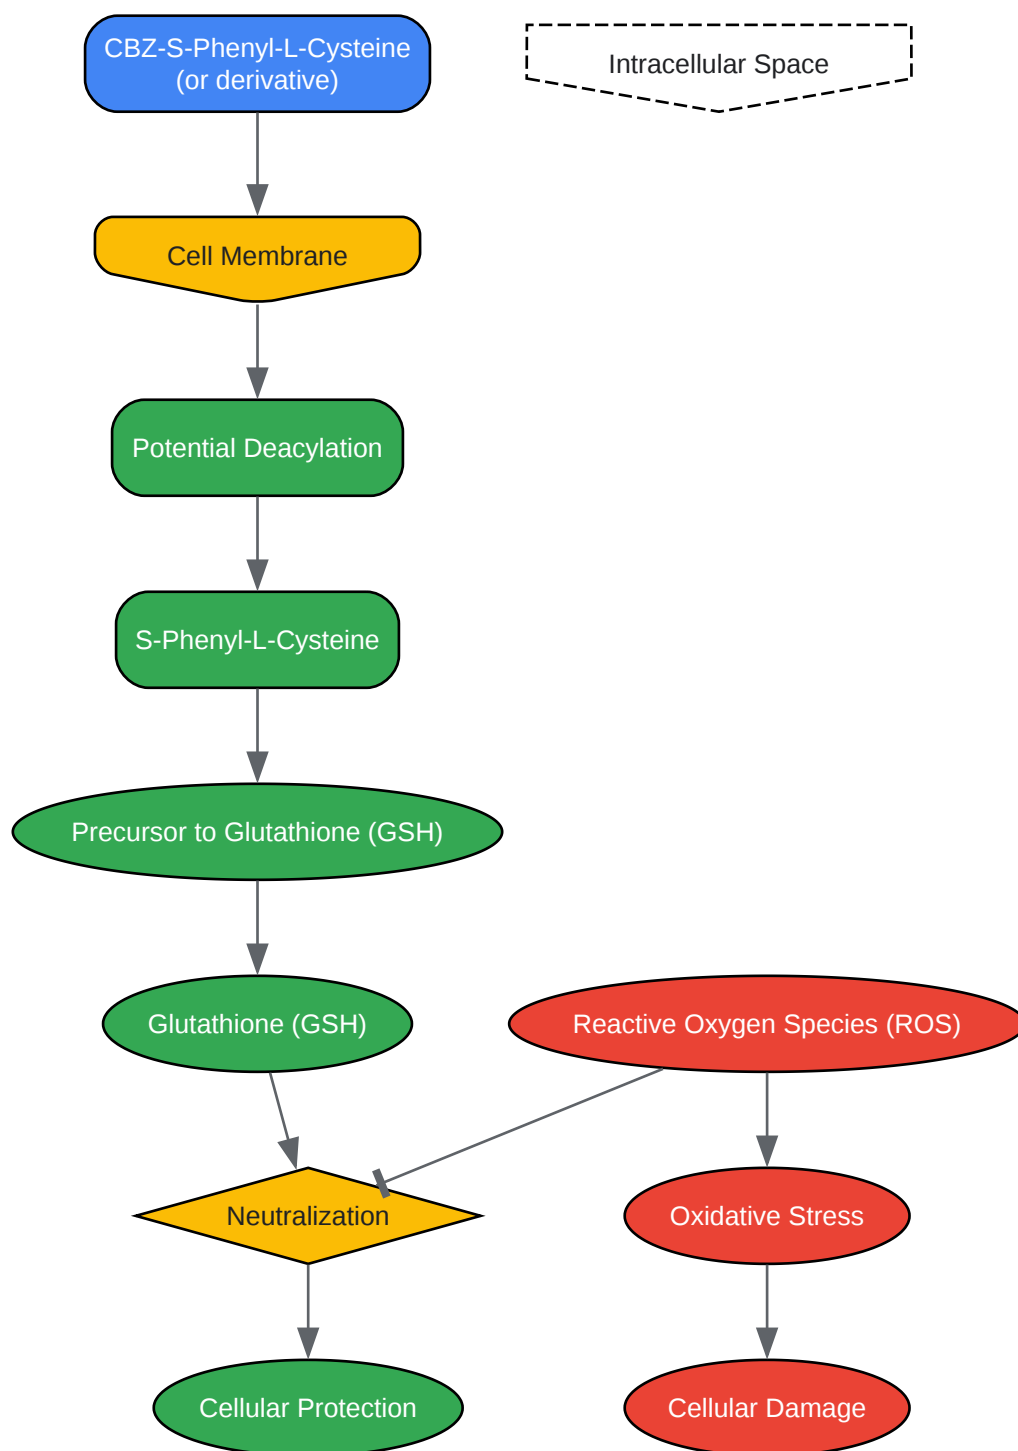 CBZ-S-Phenyl-L-Cysteine
(or derivative)
Intracellular Space
Cell Membrane
Potential Deacylation
S-Phenyl-L-Cysteine
Precursor to Glutathione (GSH)
Glutathione (GSH)
Reactive Oxygen Species (ROS)
Neutralization
Oxidative Stress
Cellular Protection
Cellular Damage